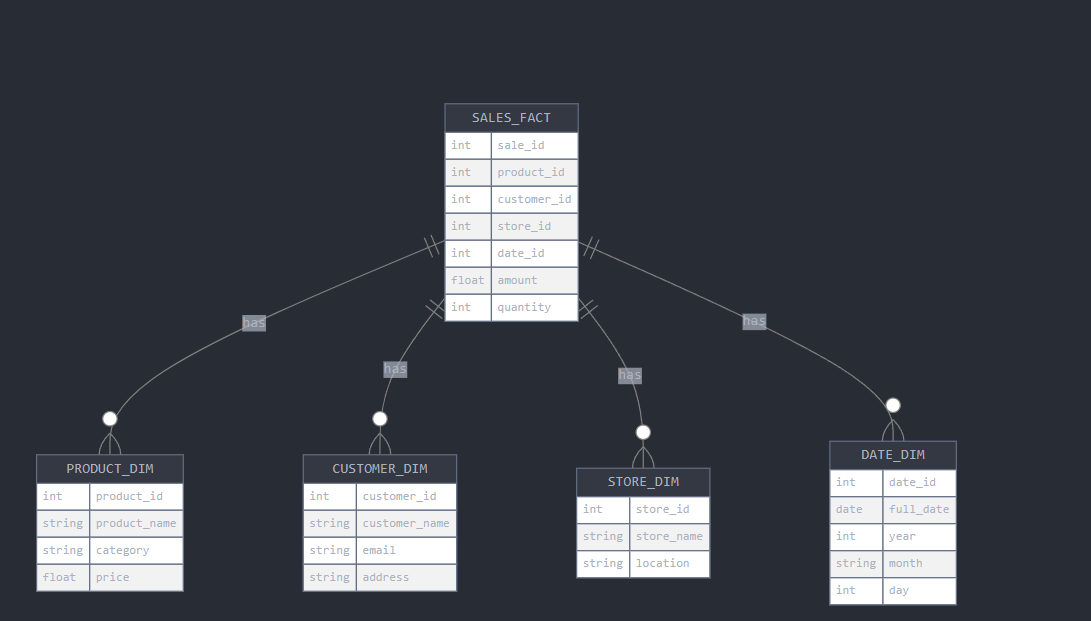 SALES_FACT
int sale_id
int product_id
int customer_id
int store_id
int date_id
float amount
int quantity
has
has
has
has
PRODUCT_DIM
int product_id
string product_name
string category
float price
CUSTOMER_DIM
int customer_id
string customer_name
string email
string address
STORE_DIM
int store_id
string store_name
string location
DATE_DIM
int date_id
date full_date
int year
string month
int day